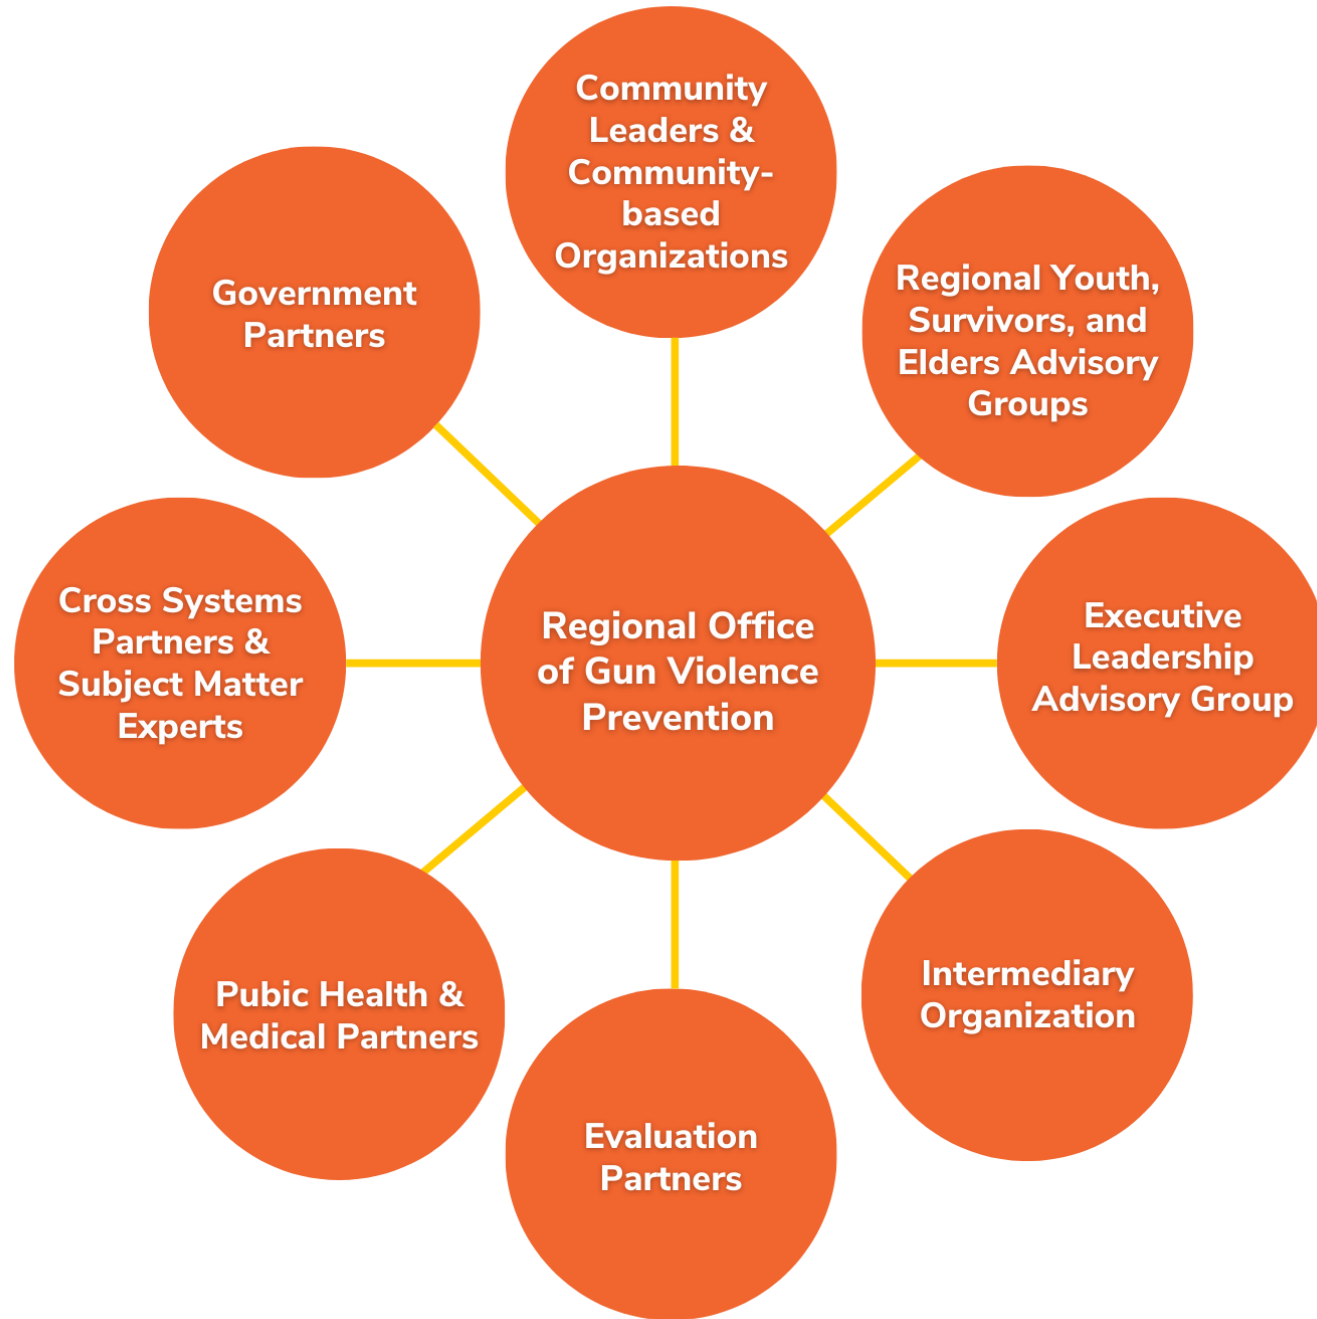 Community
Leaders &
Community-
based
Organizations
Regional Youth,
Survivors, and
Elders Advisory
Groups
Government
Partners
Executive
Leadership
Advisory Group
Cross Systems
Partners &
Subject Matter
Experts
Regional Office
of Gun Violence
Prevention
Intermediary
Organization
Pubic Health &
Medical Partners
Evaluation
Partners